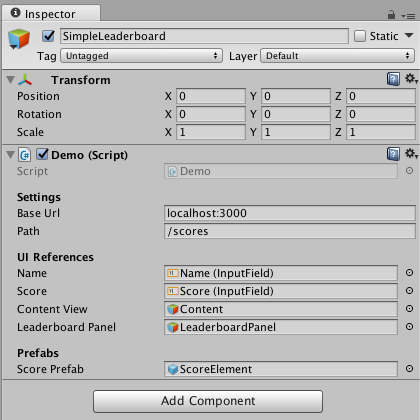 Inspector
SimpleLeaderboard Static
Tag Untagged Layer Default
Transform
Position X 0 Y 0 Z 0
Rotation X 0 Y 0 Z 0
Scale X 1 Y 1 Z 1
Demo (Script)
Script Demo
Settings
Base Url localhost:3000
Path /scores
UI References
Name Name (InputField)
Score Score (InputField)
Content View Content
Leaderboard Panel LeaderboardPanel
Prefabs
Score Prefab ScoreElement
Add Component